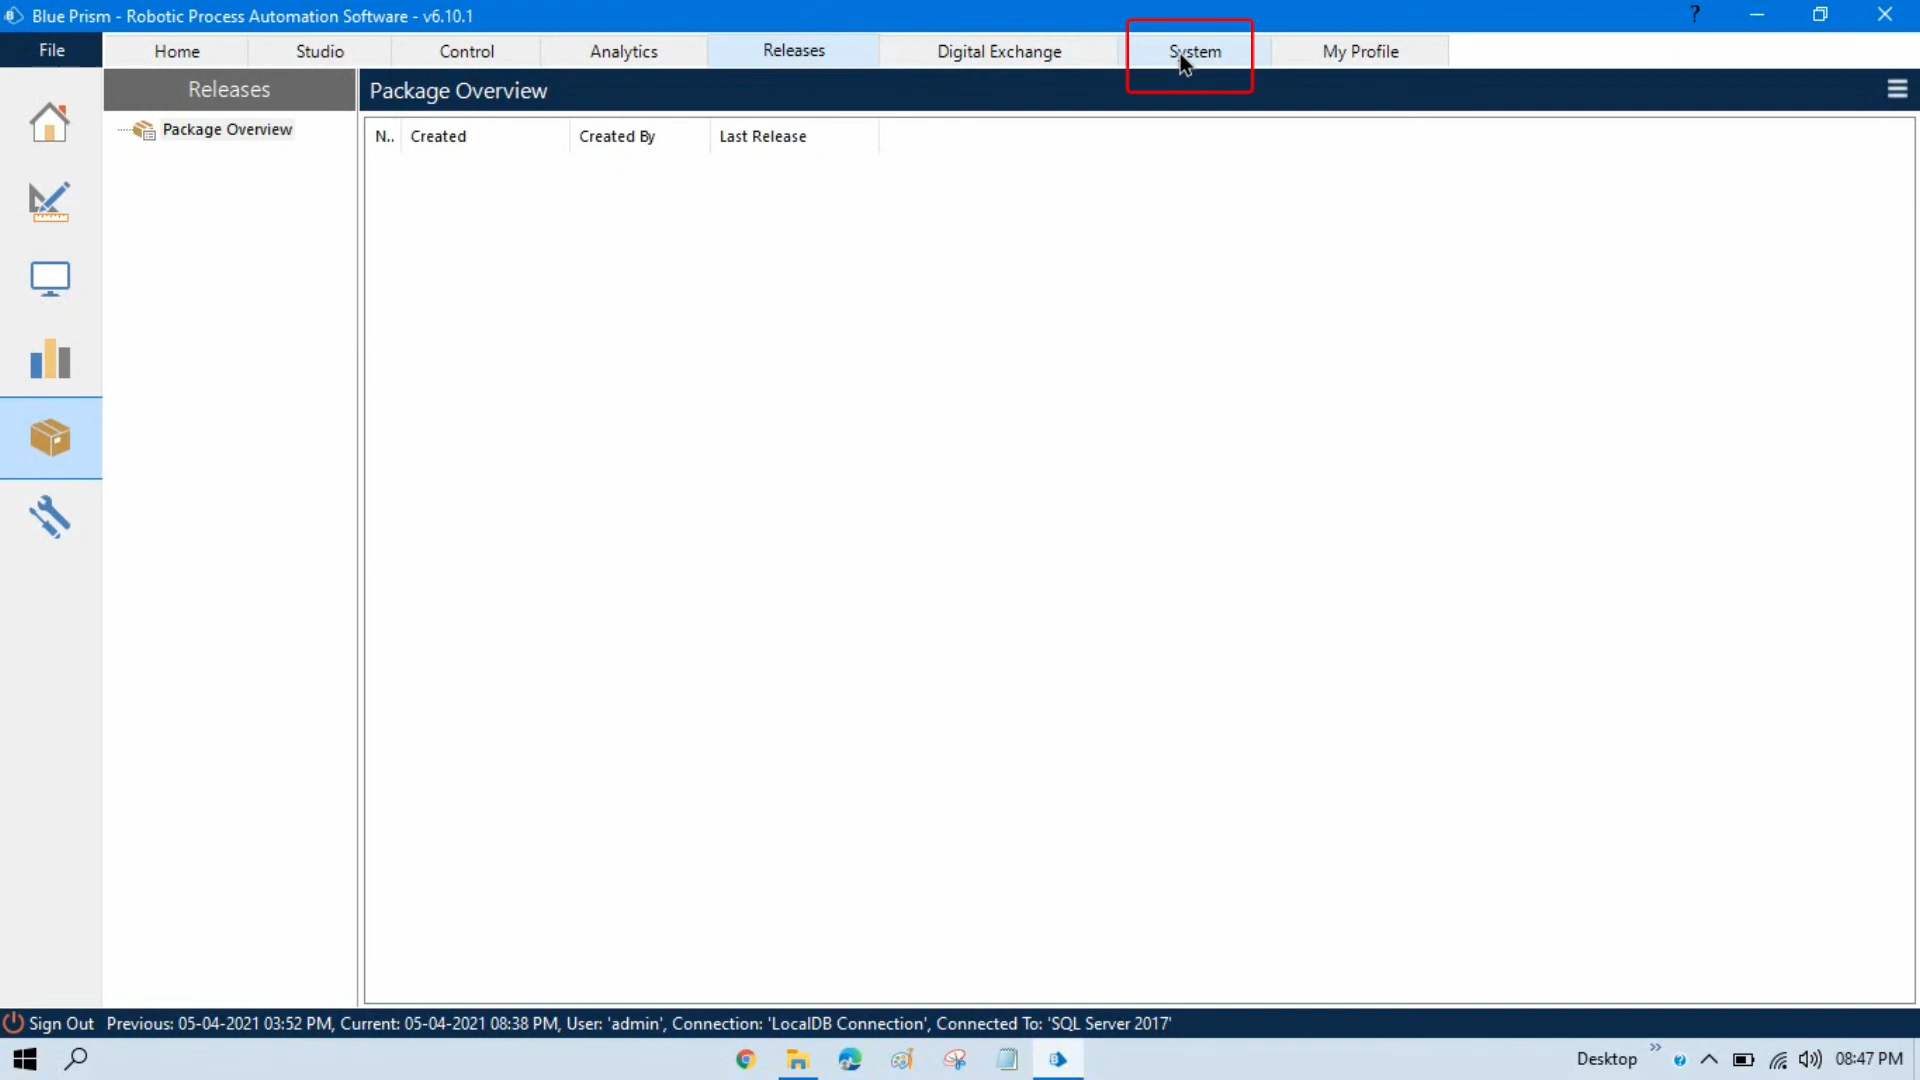 Blue Prism - Robotic Process Automation Software - v6.10.1
?
File Home Studio Control Analytics Releases Digital Exchange System My Profile
Releases
Package Overview
Package Overview
N.. Created Created By Last Release
Sign Out Previous: 05-04-2021 03:52 PM, Current: 05-04-2021 08:38 PM, User: 'admin', Connection: 'LocalDB Connection', Connected To: 'SQL Server 2017'
Desktop 08:47 PM